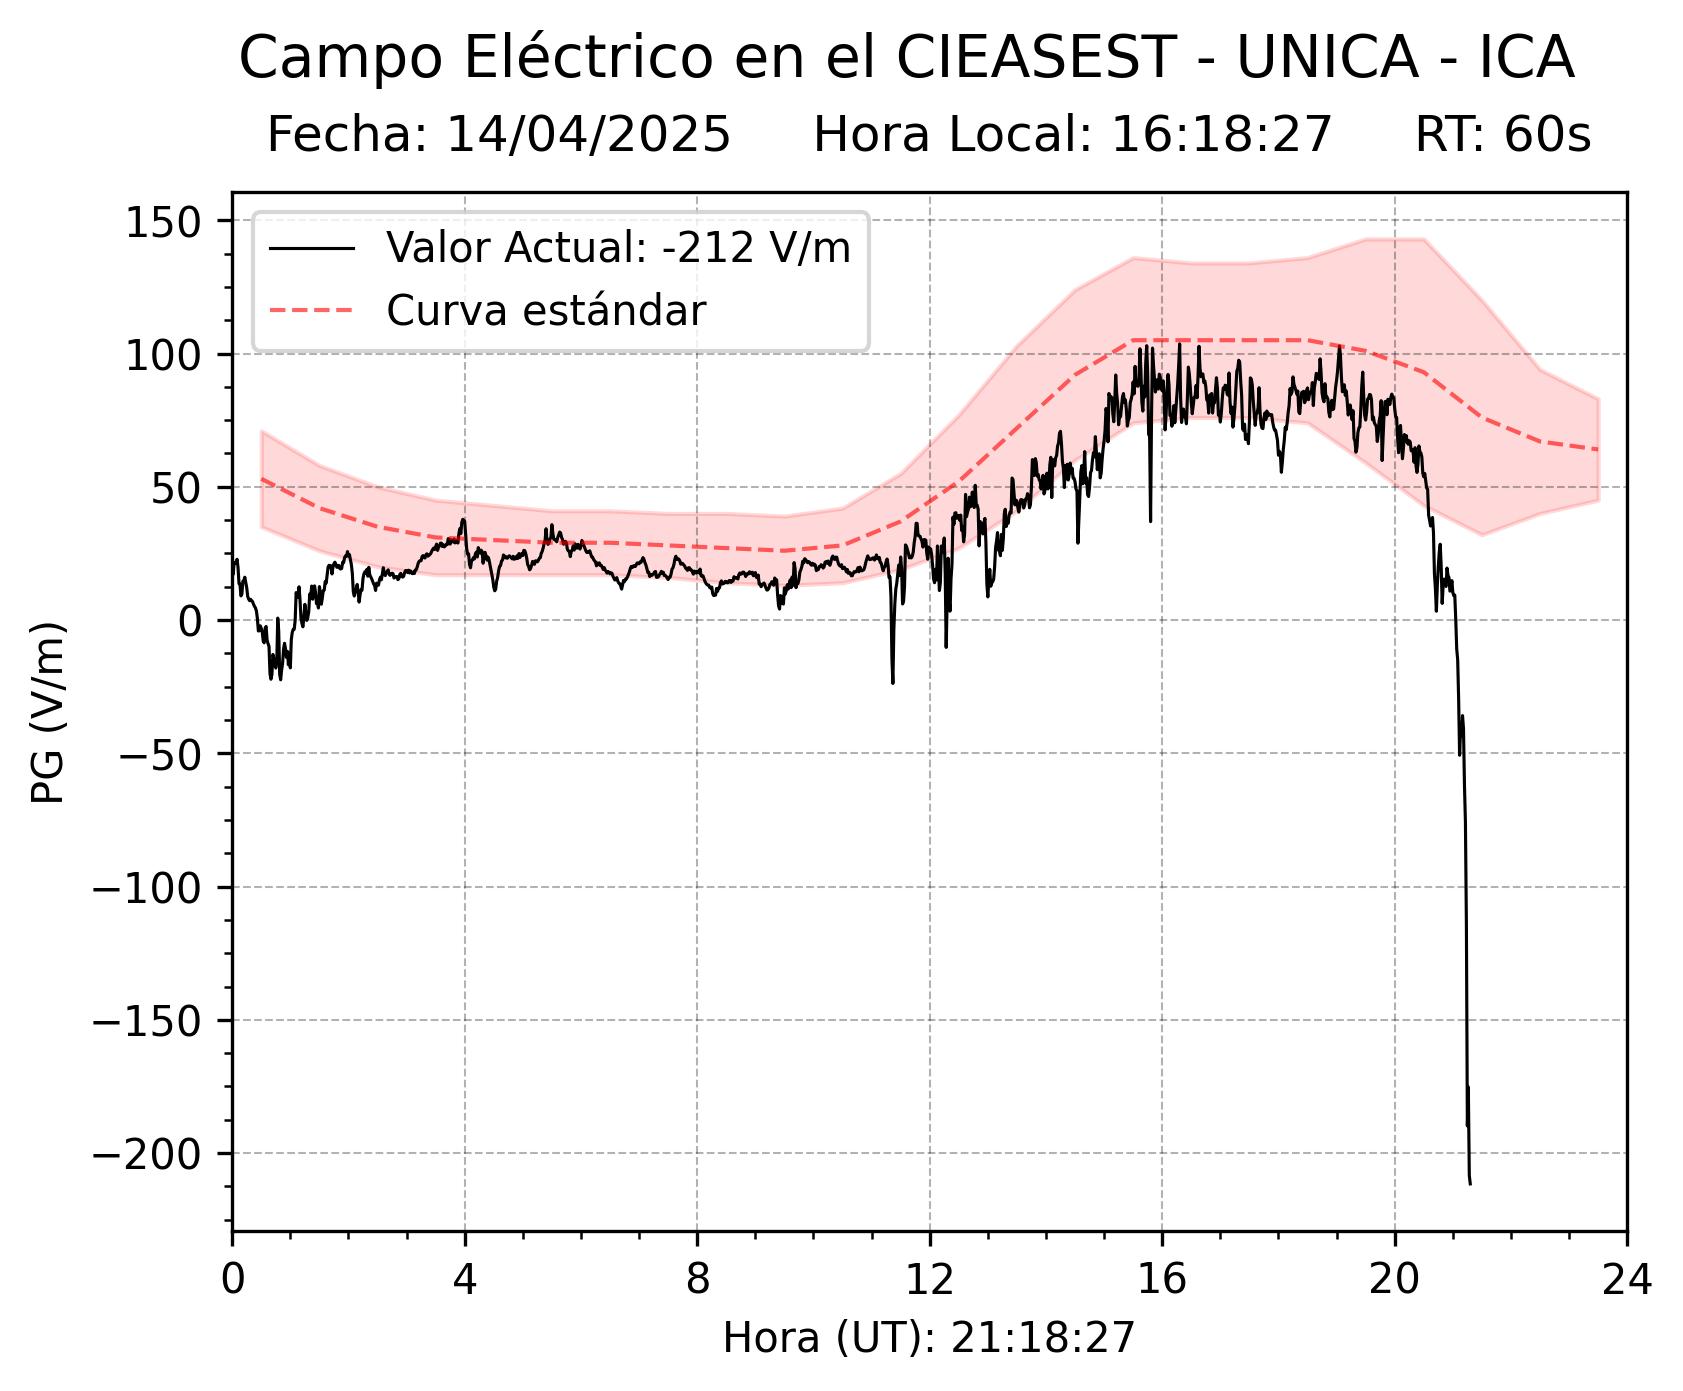 Campo Eléctrico en el CIEASEST - UNICA - ICA
Fecha: 14/04/2025 Hora Local: 16:18:27 RT: 60s
Valor Actual: -212 V/m
Curva estándar
PG (V/m)
150
100
50
0
−50
−100
−150
−200
0 4 8 12 16 20 24
Hora (UT): 21:18:27